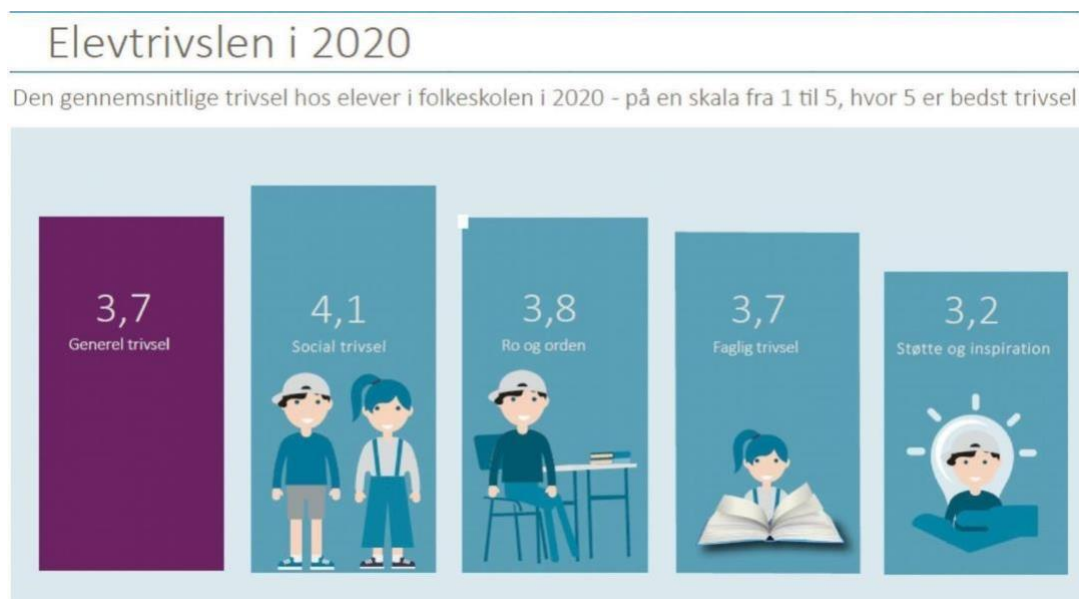 Elevtrivslen i 2020
Den gennemsnitlige trivsel hos elever i folkeskolen i 2020 - på en skala fra 1 til 5, hvor 5 er bedst trivsel
3,7
Generel trivsel
4,1
Social trivsel
3,8
Ro og orden
3,7
Faglig trivsel
3,2
Støtte og inspiration